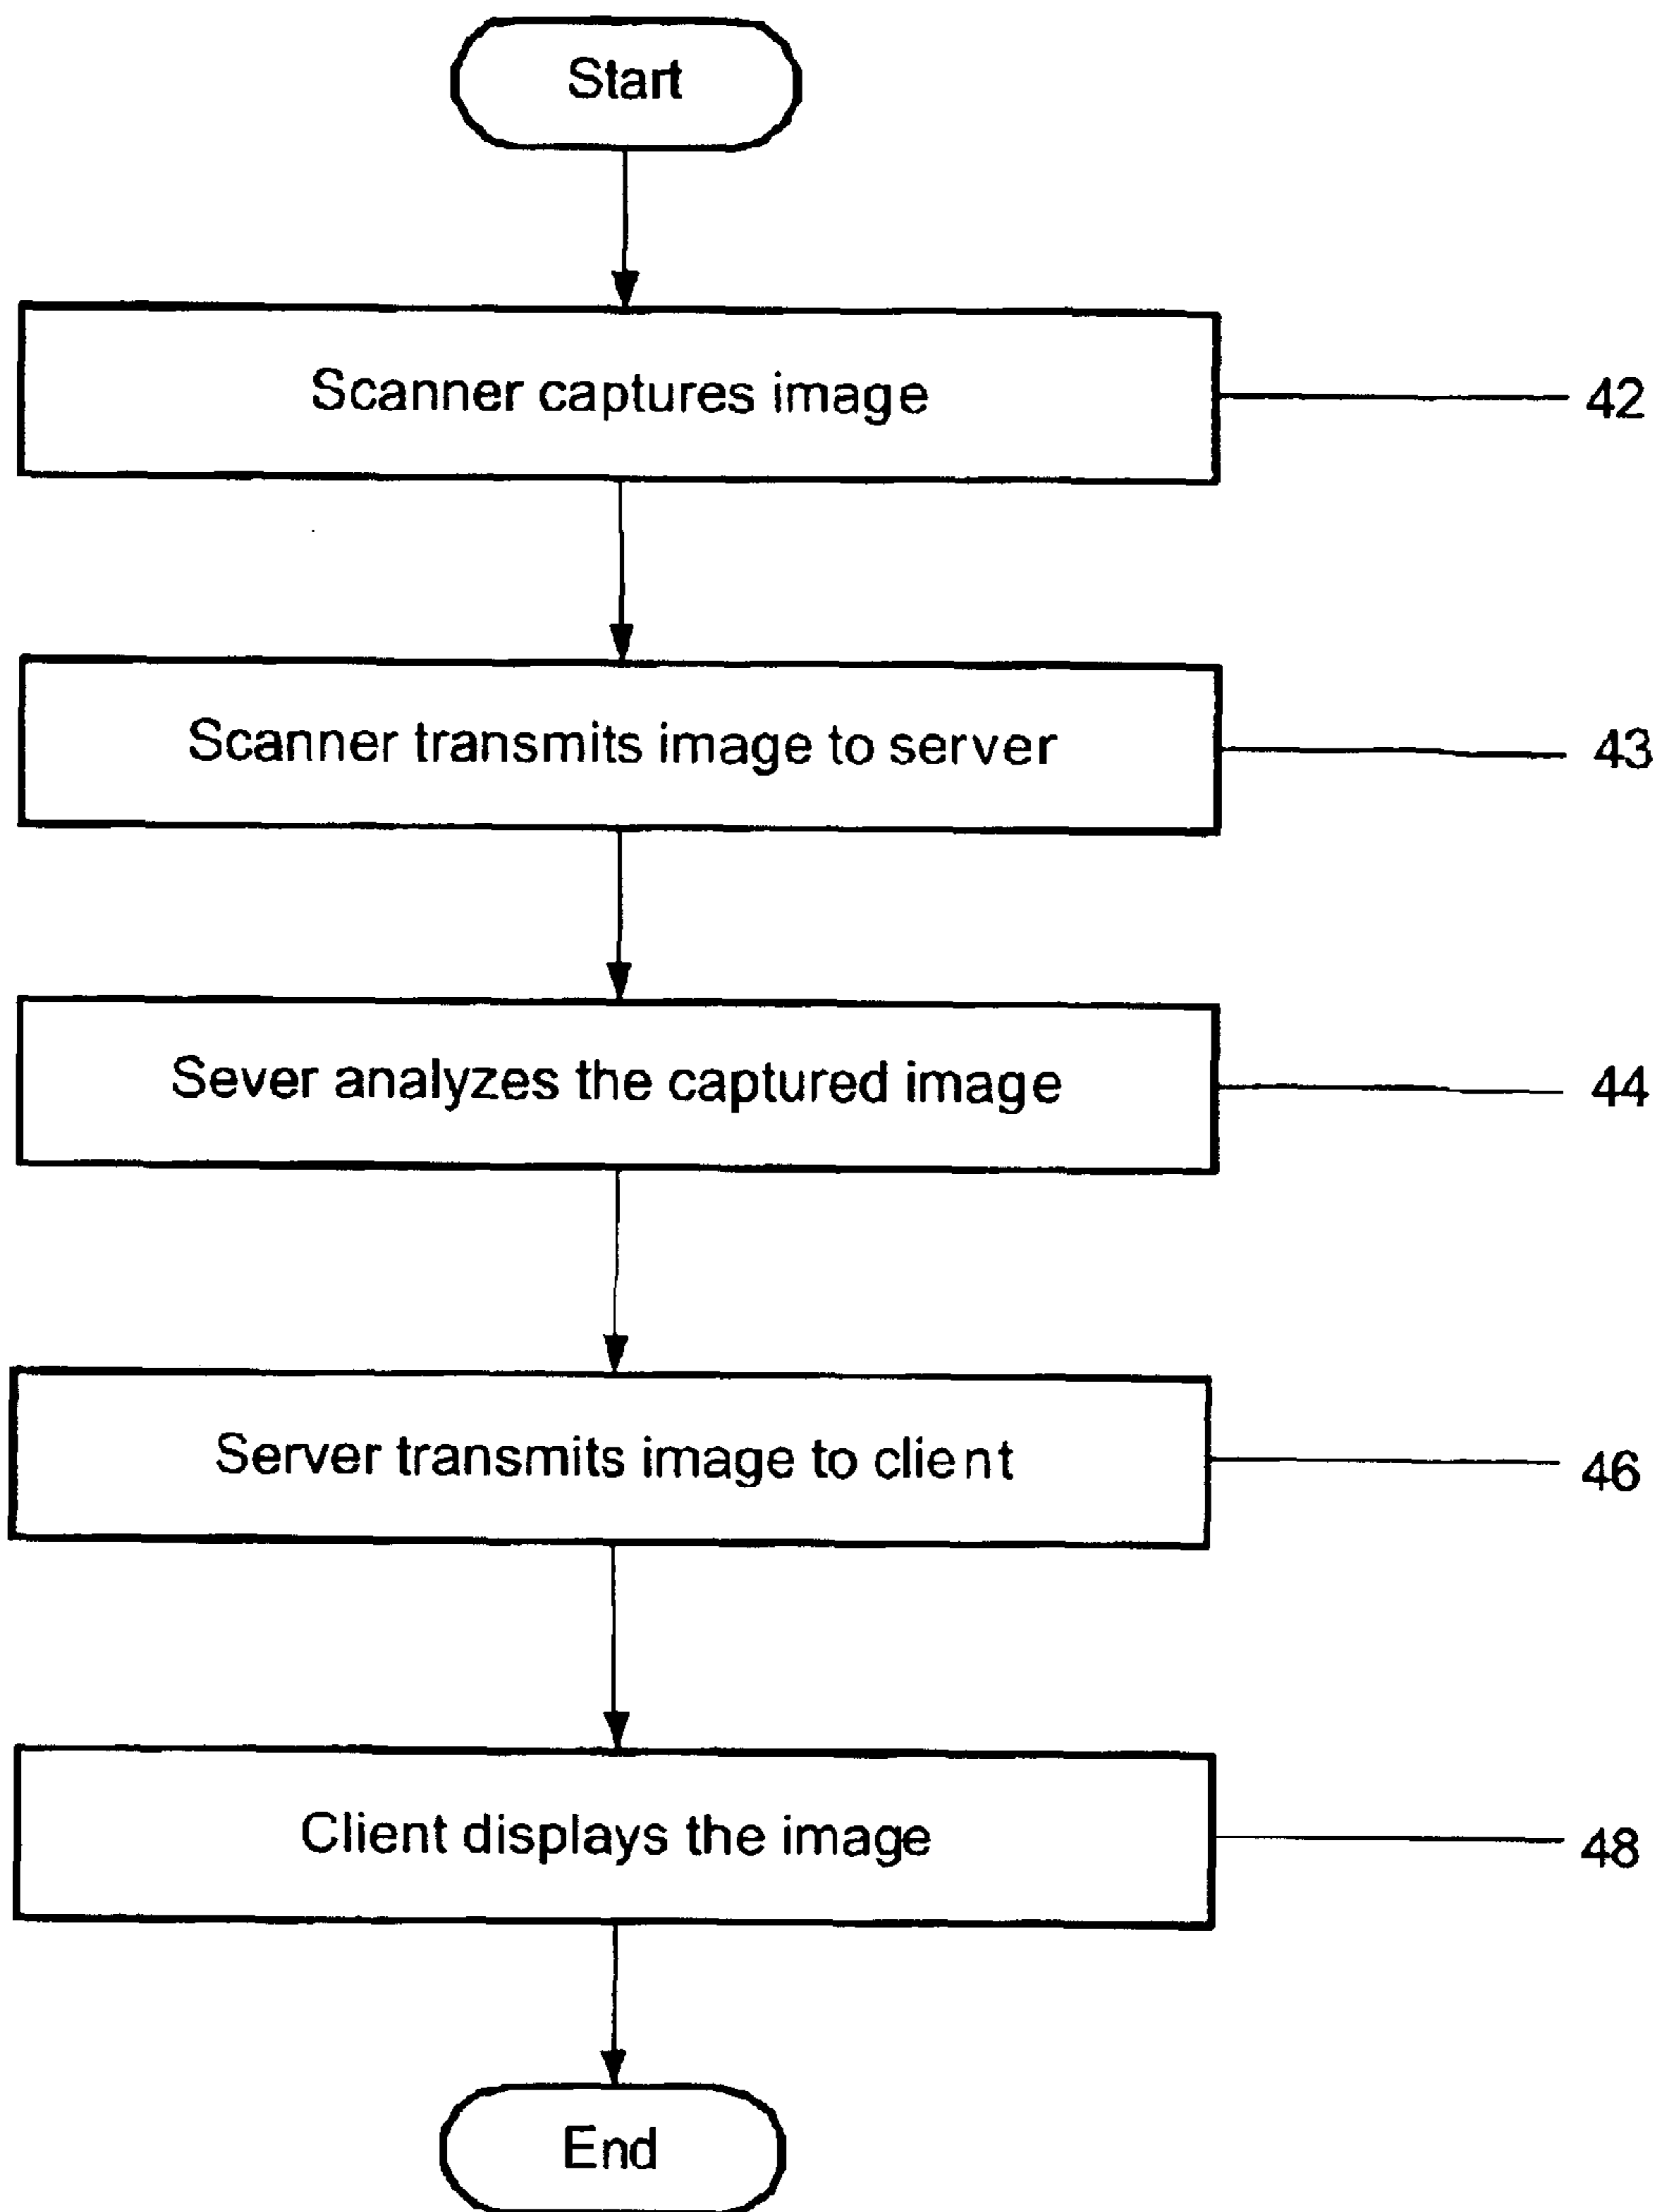 Start
Scanner captures image
42
Scanner transmits image to server
43
Sever analyzes the captured image
44
Server transmits image to client
46
Client displays the image
48
End